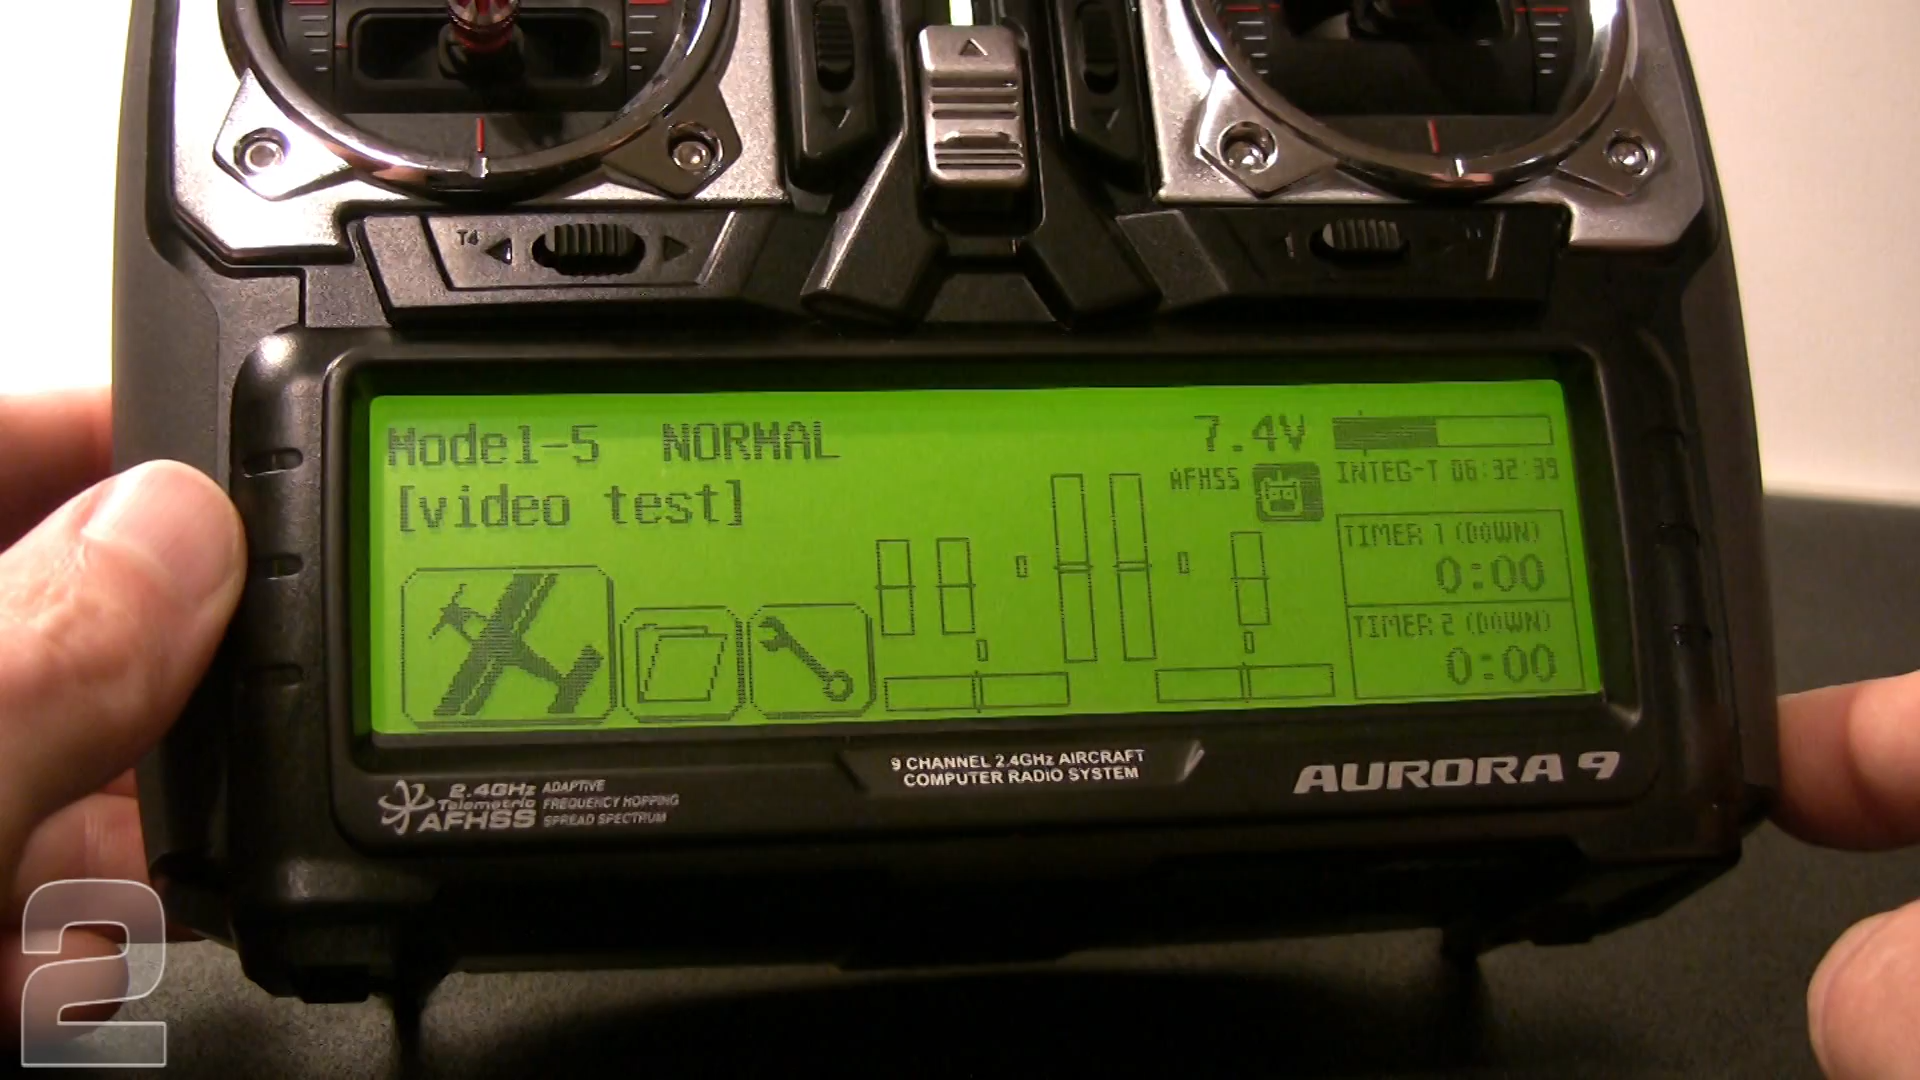 T4
Model-5 NORMAL
7.4V
[video test]
AFHSS
INTEG-T 06:32:39
TIMER 1 (DOWN)
0:00
TIMER 2 (DOWN)
0:00
9 CHANNEL 2.4GHz AIRCRAFT
COMPUTER RADIO SYSTEM
AURORA 9
2.4GHz
Telemetric
AFHSS
ADAPTIVE
FREQUENCY HOPPING
SPREAD SPECTRUM
2